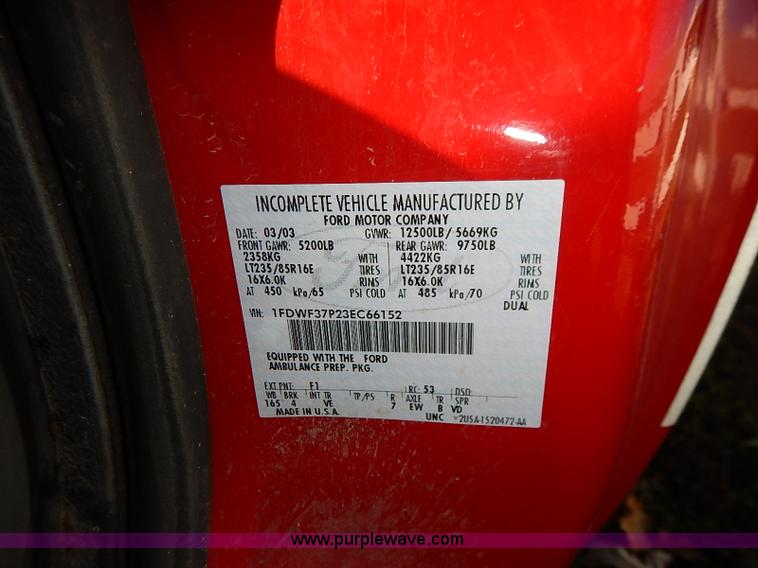 INCOMPLETE VEHICLE MANUFACTURED BY
FORD MOTOR COMPANY
DATE: 03/03 GVWR: 12500LB/ 5669KG
FRONT GAWR: 5200LB REAR GAWR: 9750LB
2358KG WITH 4422KG WITH
LT235/85R16E TIRES LT235/85R16E TIRES
16X6.0K RIMS 16X6.0K RIMS
AT 450 kPa/65 PSI COLD AT 485 kPa/70 PSI COLD
DUAL
VIN: 1FDWF37P23EC66152
EQUIPPED WITH THE FORD
AMBULANCE PREP. PKG.
EXT PNT: F1 RC: 53 DSO:
WB BRK INT TR TP/PS R AXLE TR SPR
165 4 VE 7 EW B VD
MADE IN U.S.A. UNC *2U5A-1520472-AA
www.purplewave.com